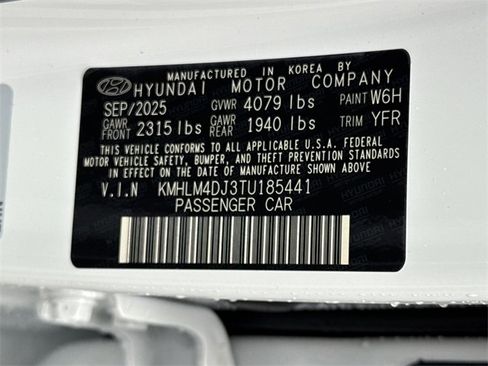 MANUFACTURED IN KOREA BY
HYUNDAI MOTOR COMPANY
SEP/2025 GVWR 4079 lbs PAINT W6H
GAWR FRONT 2315 lbs GAWR REAR 1940 lbs TRIM YFR
THIS VEHICLE CONFORMS TO ALL APPLICABLE U.S.A. FEDERAL
MOTOR VEHICLE SAFETY, BUMPER, AND THEFT PREVENTION STANDARDS
IN EFFECT ON THE DATE OF MANUFACTURE SHOWN ABOVE.
V.I.N KMHLM4DJ3TU185441
PASSENGER CAR